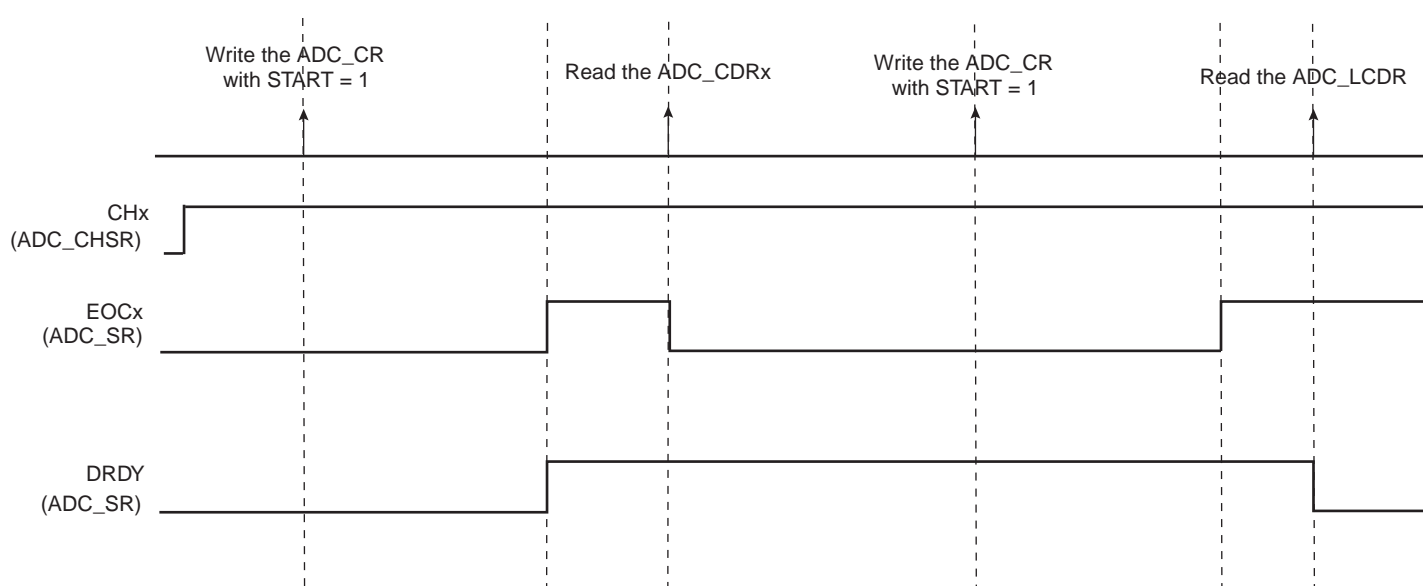 Write the ADC_CR
with START = 1
Read the ADC_CDRx
Write the ADC_CR
with START = 1
Read the ADC_LCDR
CHx
(ADC_CHSR)
EOCx
(ADC_SR)
DRDY
(ADC_SR)